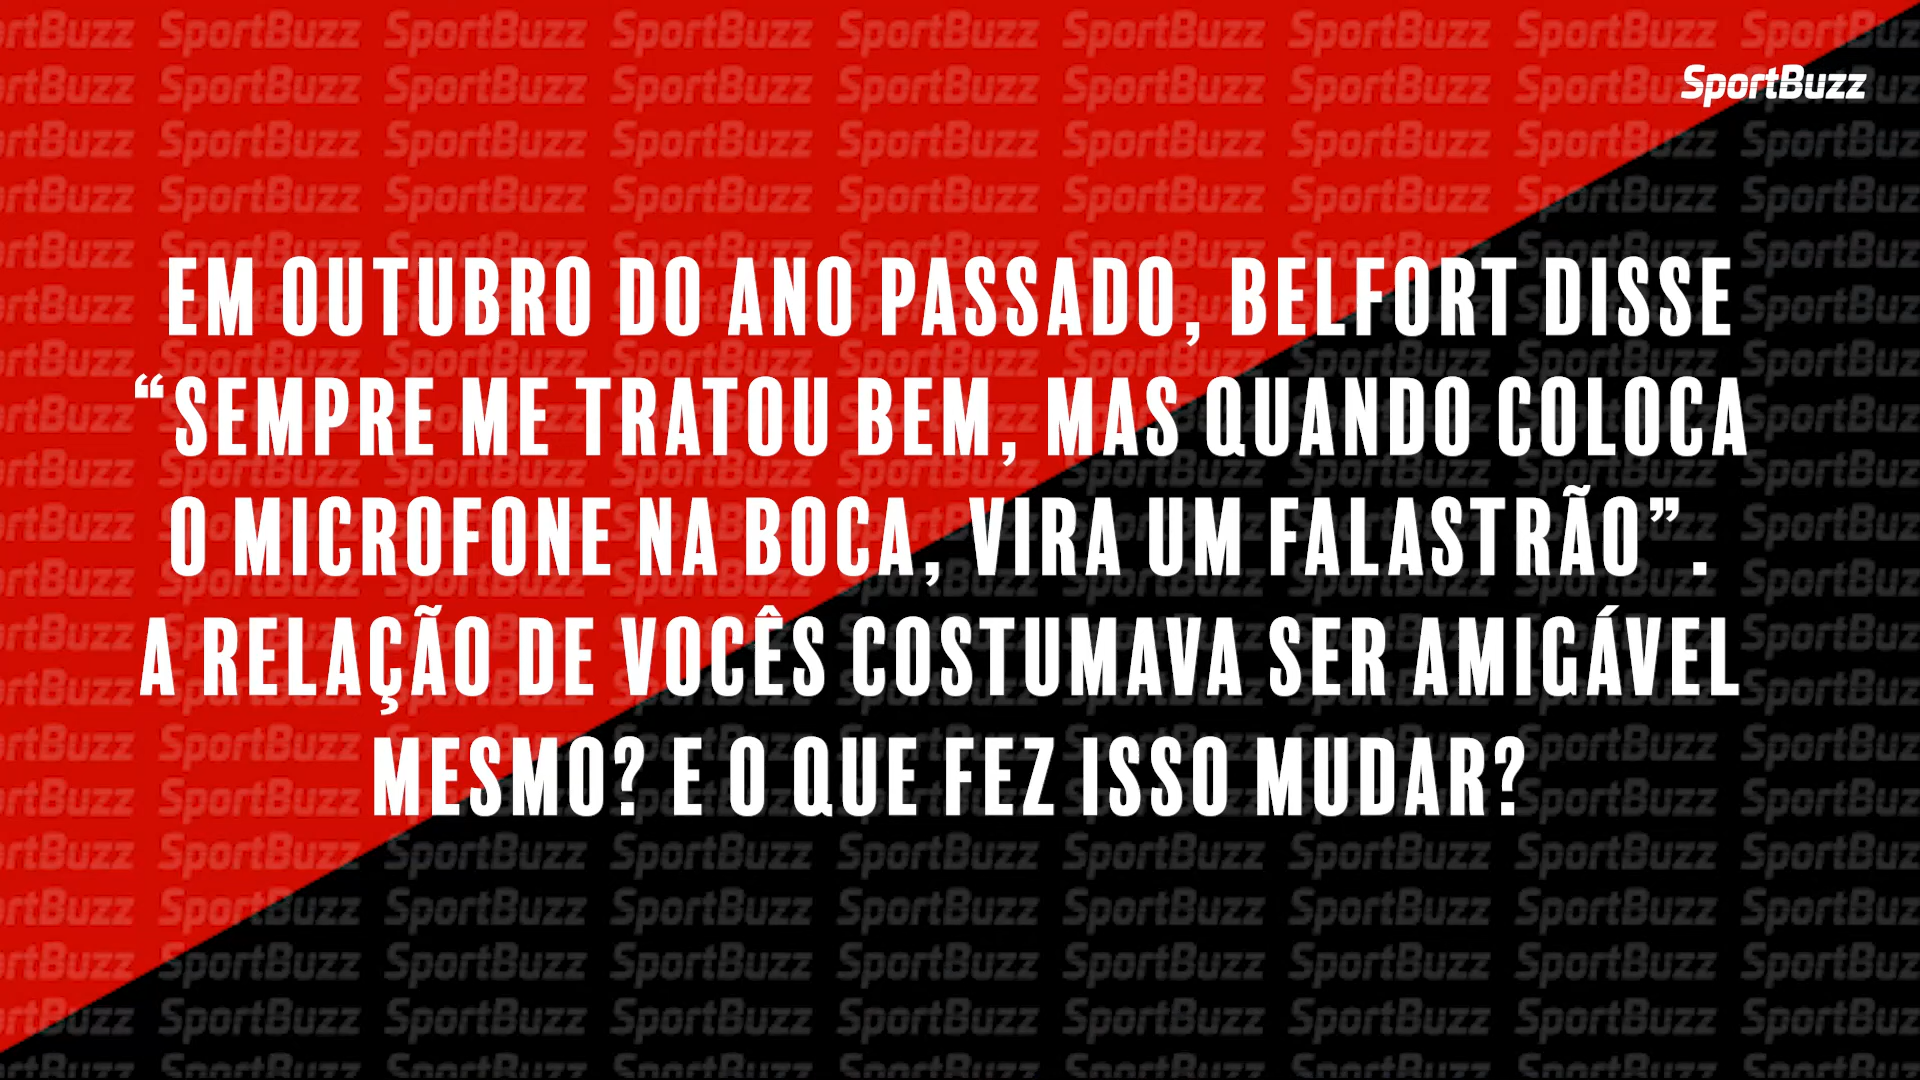 SportBuzz
EM OUTUBRO DO ANO PASSADO, BELFORT DISSE
“SEMPRE ME TRATOU BEM, MAS QUANDO COLOCA
O MICROFONE NA BOCA, VIRA UM FALASTRÃO”.
A RELAÇÃO DE VOCÊS COSTUMAVA SER AMIGÁVEL
MESMO? E O QUE FEZ ISSO MUDAR?